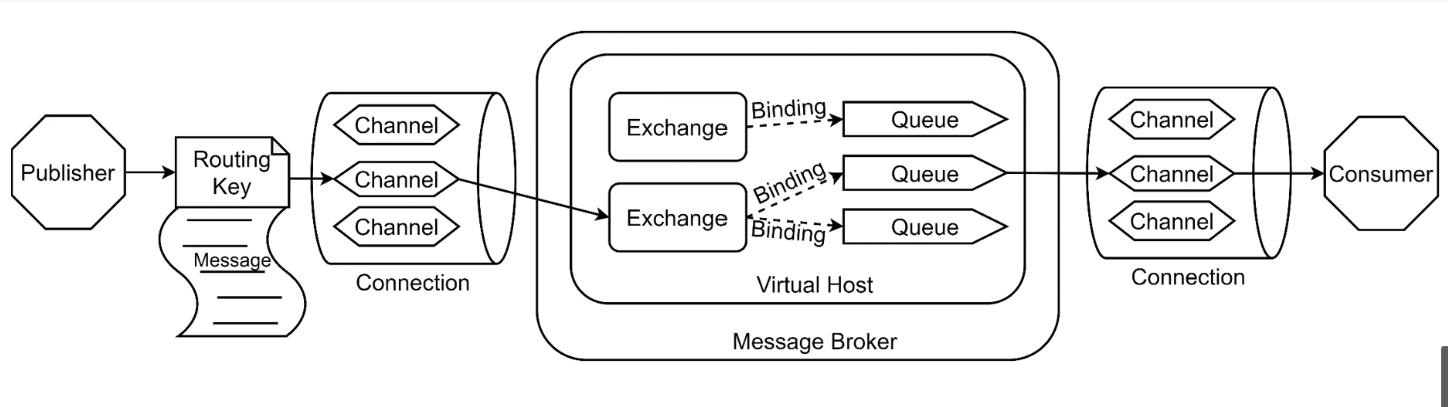 Publisher
Routing
Key
Message
Channel
Channel
Channel
Connection
Exchange
Binding
Queue
Exchange
Binding
Queue
Binding
Queue
Virtual Host
Message Broker
Channel
Channel
Channel
Connection
Consumer